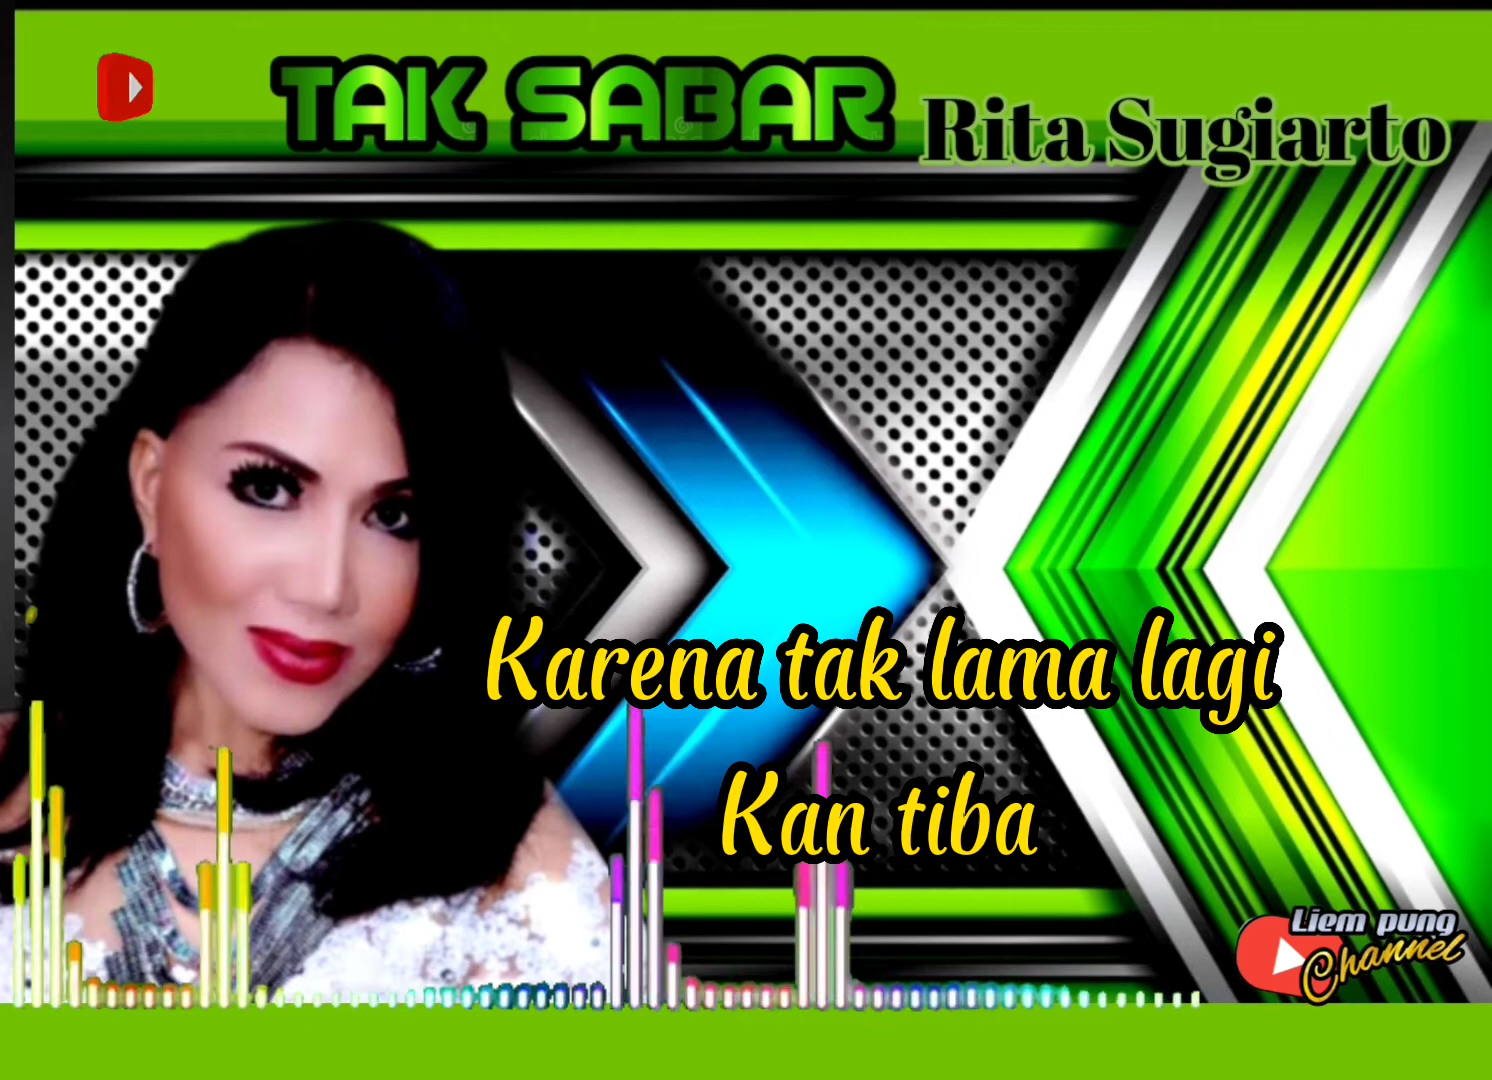 TAK SABAR
Rita Sugiarto
Karena tak lama lagi
Kan tiba
Liem pung
Channel